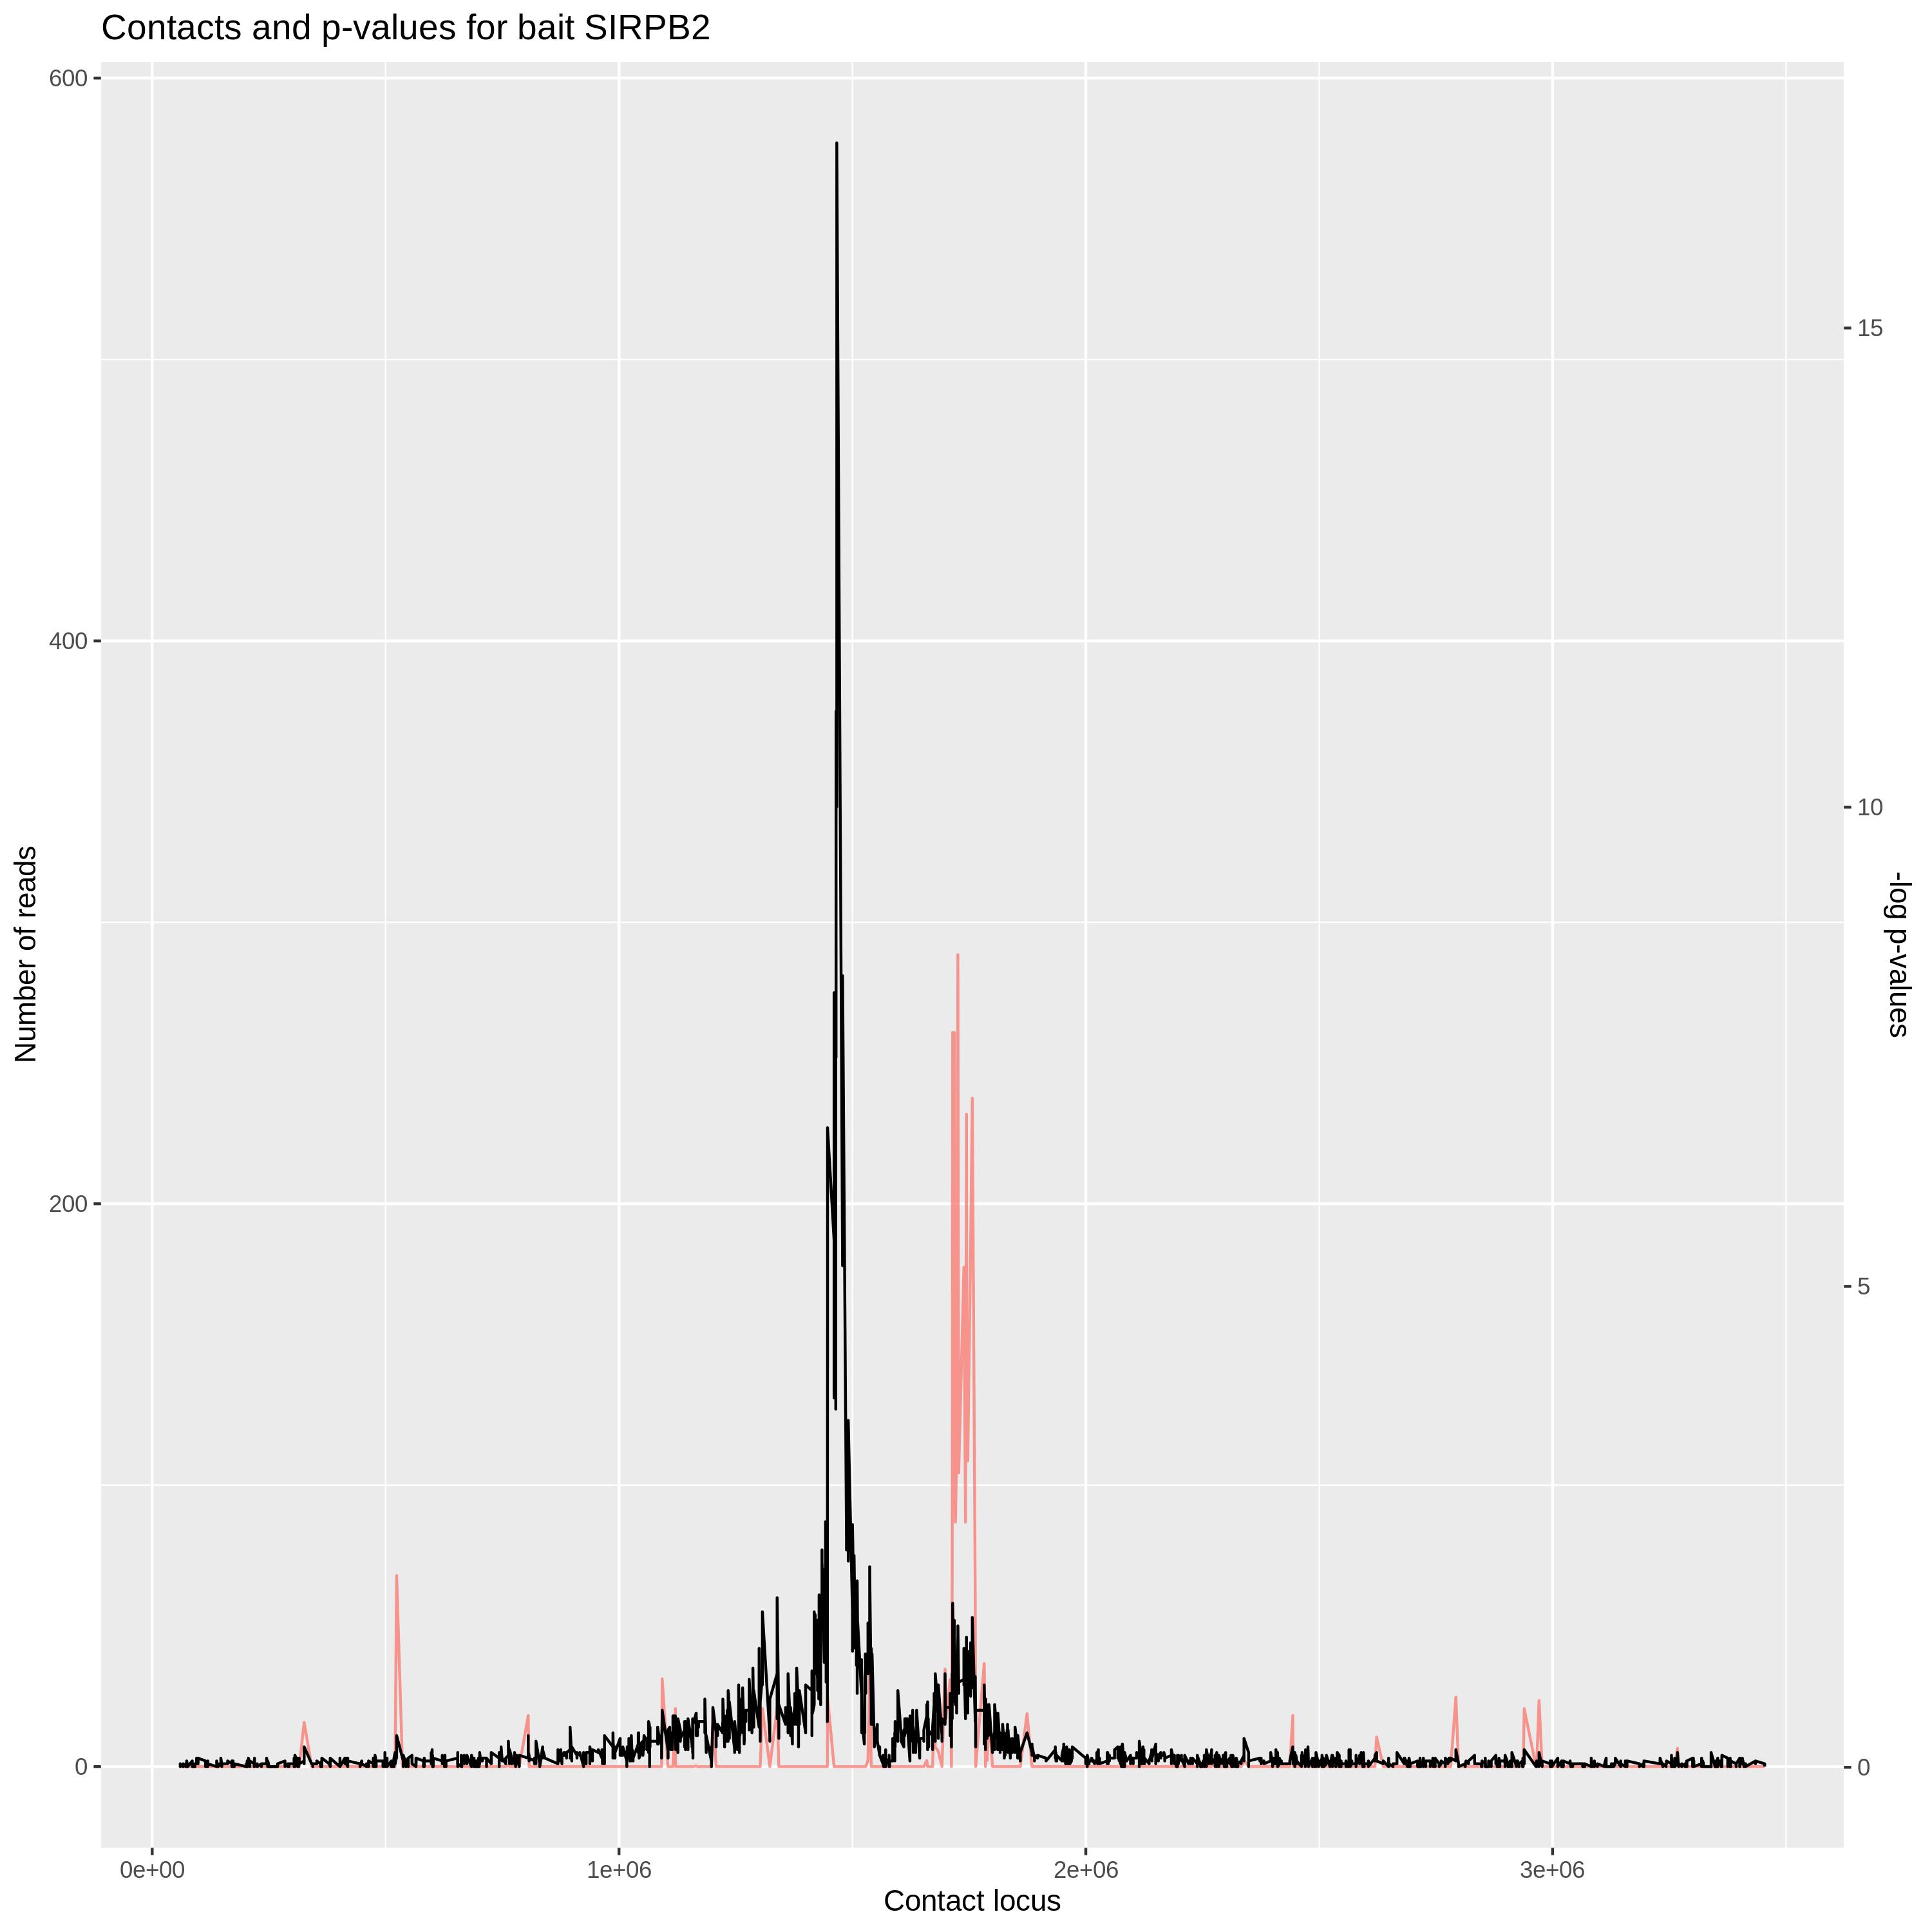 Contacts and p-values for bait SIRPB2
600
400
200
0
Number of reads
15
10
5
0
-log p-values
0e+00 1e+06 2e+06 3e+06
Contact locus